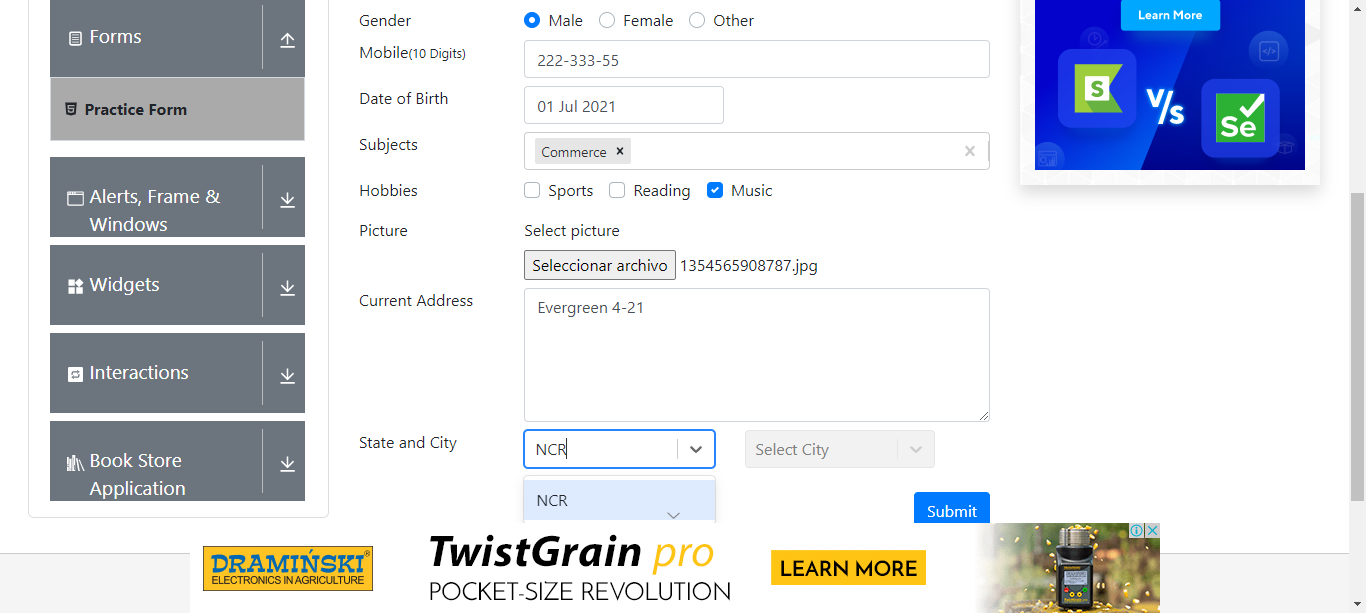 Forms
Practice Form
Alerts, Frame &
Windows
Widgets
Interactions
Book Store
Application
Gender
Male
Female
Other
Mobile(10 Digits)
222-333-55
Date of Birth
01 Jul 2021
Subjects
Commerce ×
Hobbies
Sports
Reading
Music
Picture
Select picture
Seleccionar archivo
1354565908787.jpg
Current Address
Evergreen 4-21
State and City
NCR
Select City
NCR
Submit
Learn More
S
V/s
Se
DRAMIŃSKI®
ELECTRONICS IN AGRICULTURE
TwistGrain pro
POCKET-SIZE REVOLUTION
LEARN MORE